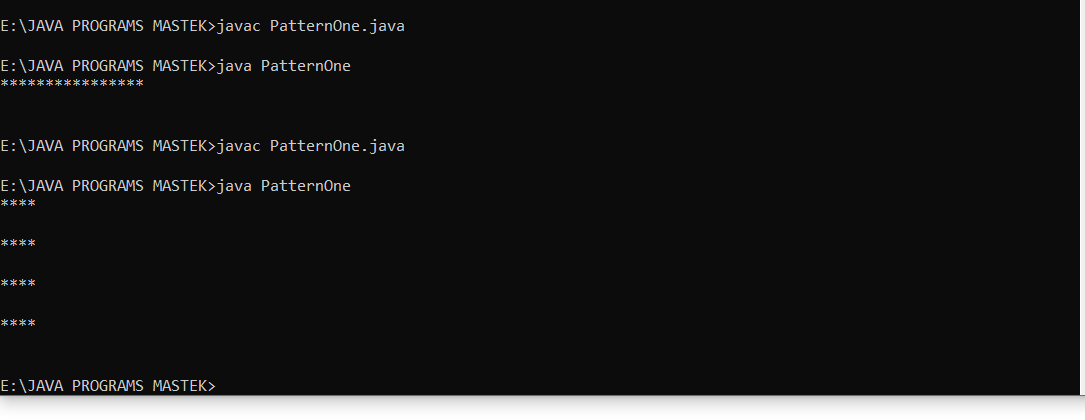 E:\JAVA PROGRAMS MASTEK>javac PatternOne.java
E:\JAVA PROGRAMS MASTEK>java PatternOne
****************
E:\JAVA PROGRAMS MASTEK>javac PatternOne.java
E:\JAVA PROGRAMS MASTEK>java PatternOne
****
****
****
****
E:\JAVA PROGRAMS MASTEK>